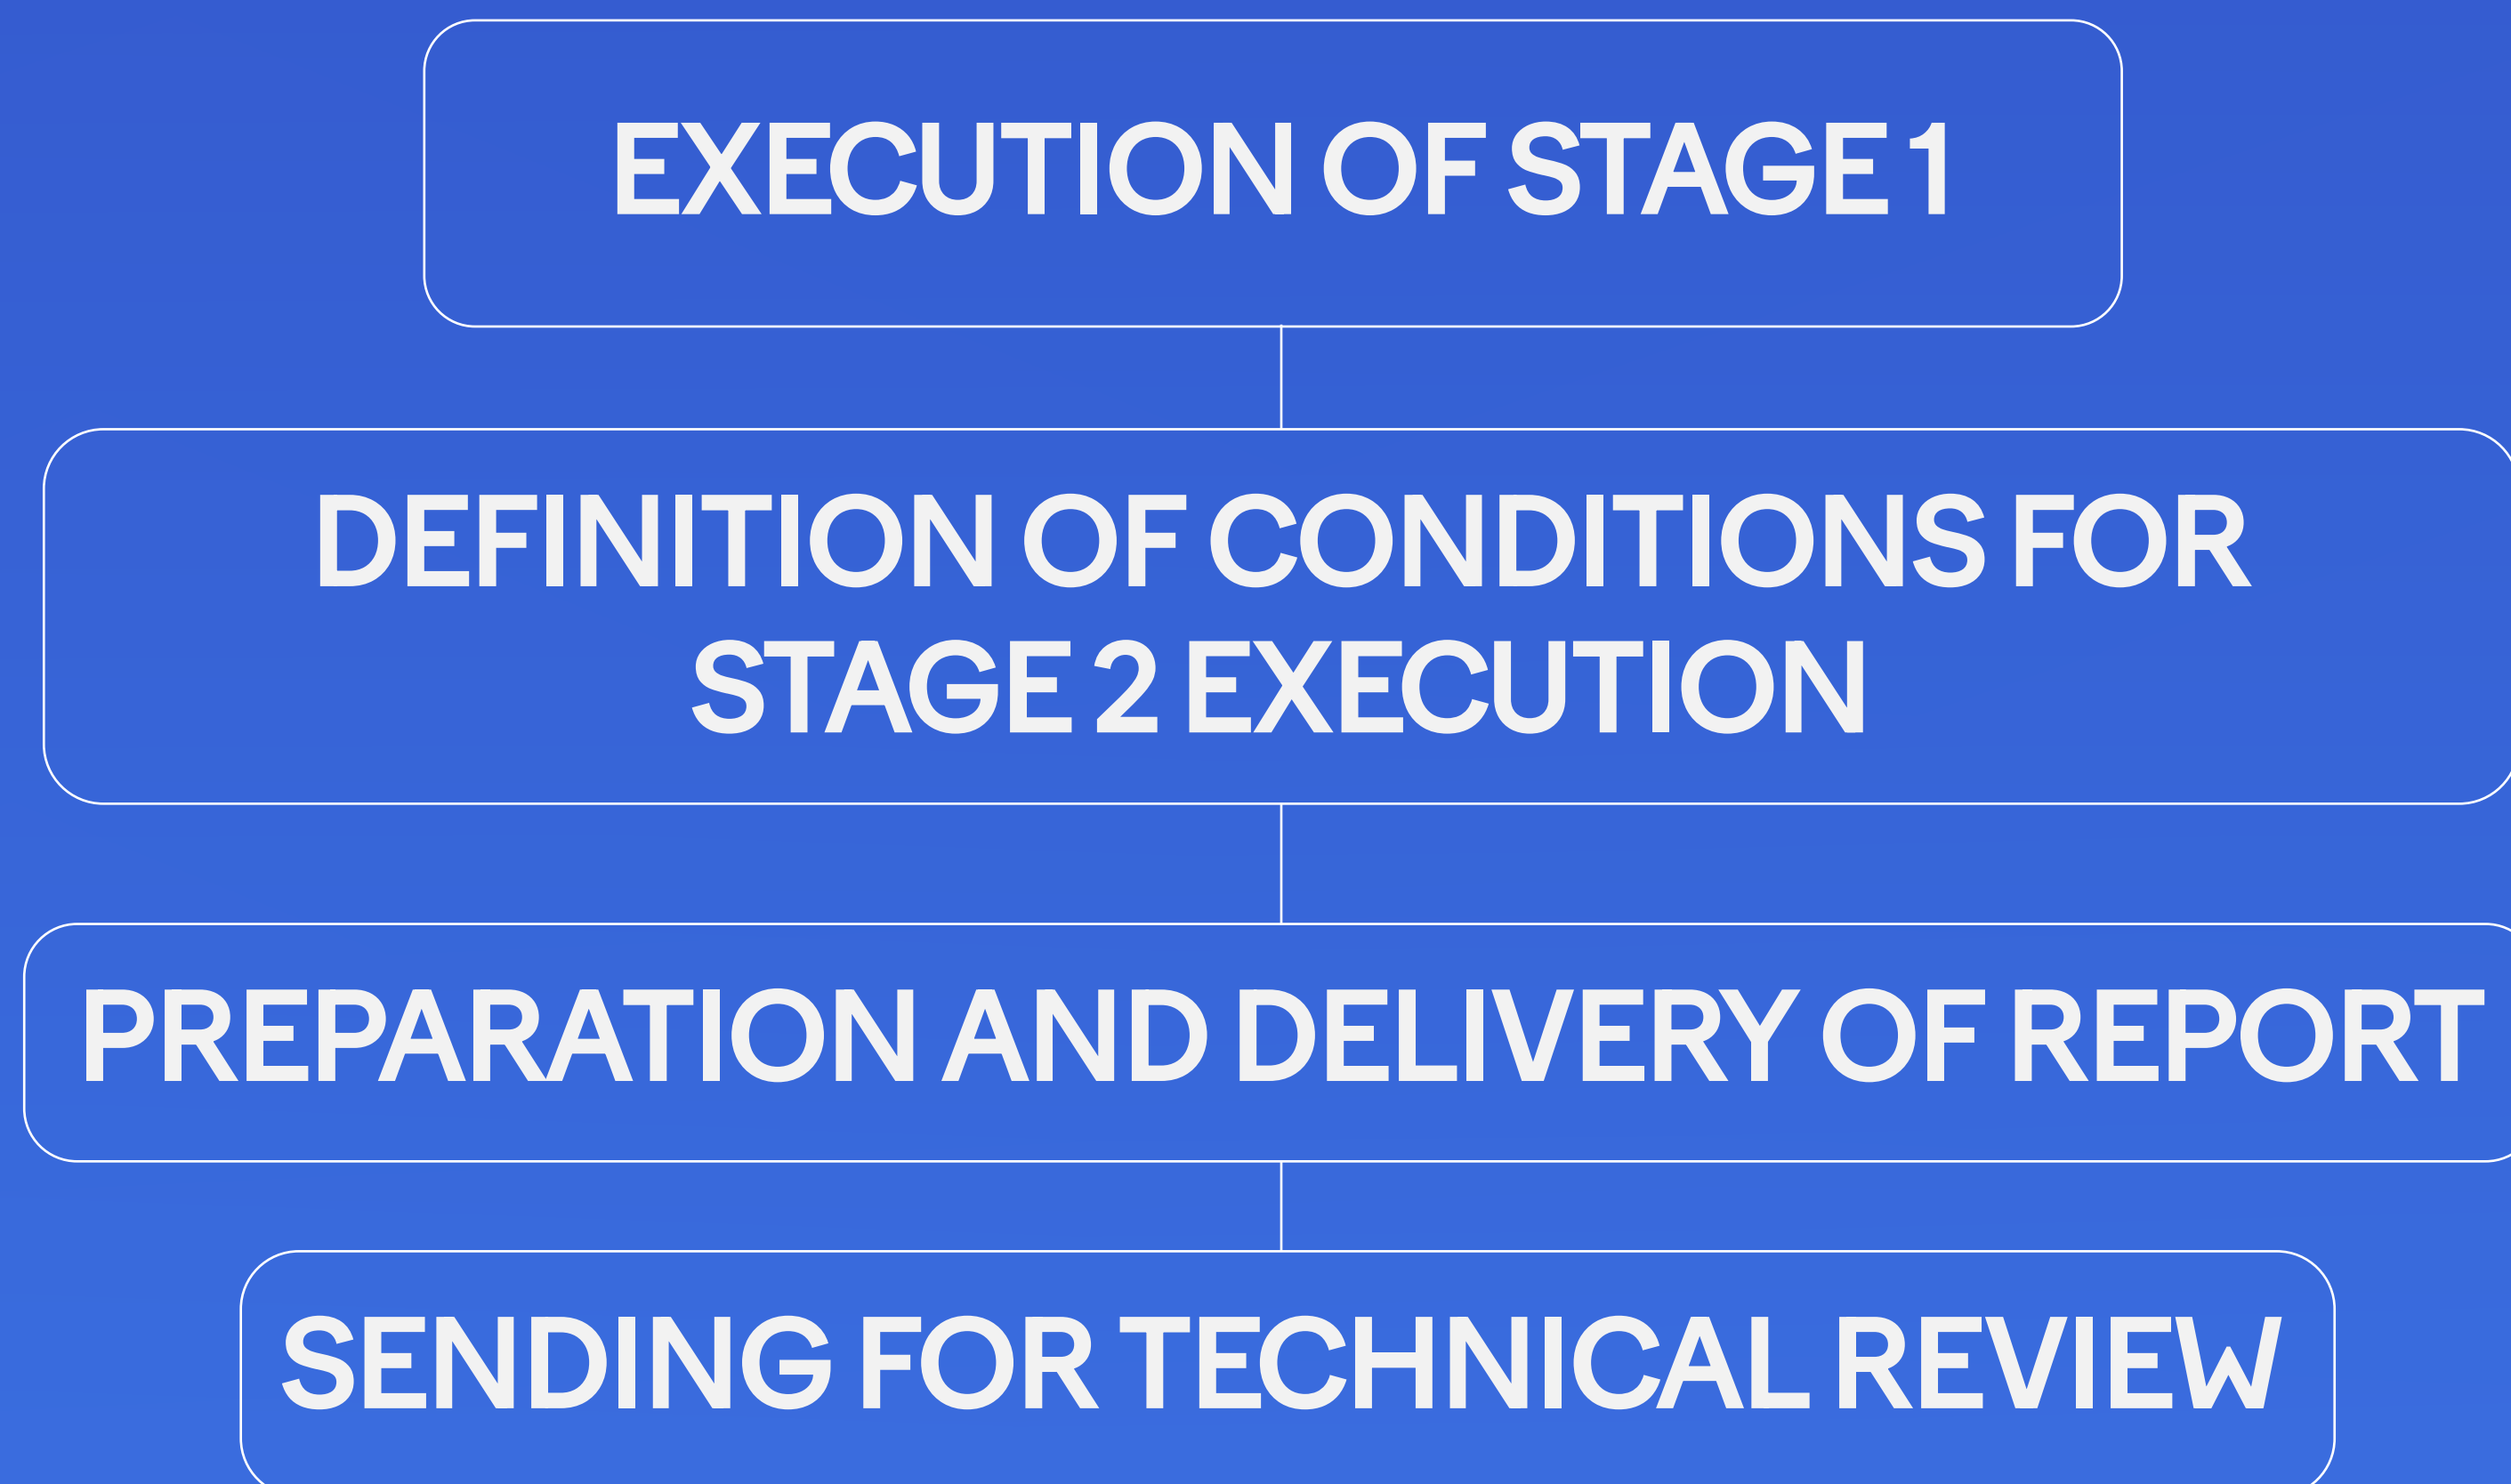 EXECUTION OF STAGE 1
DEFINITION OF CONDITIONS FOR
STAGE 2 EXECUTION
PREPARATION AND DELIVERY OF REPORT
SENDING FOR TECHNICAL REVIEW